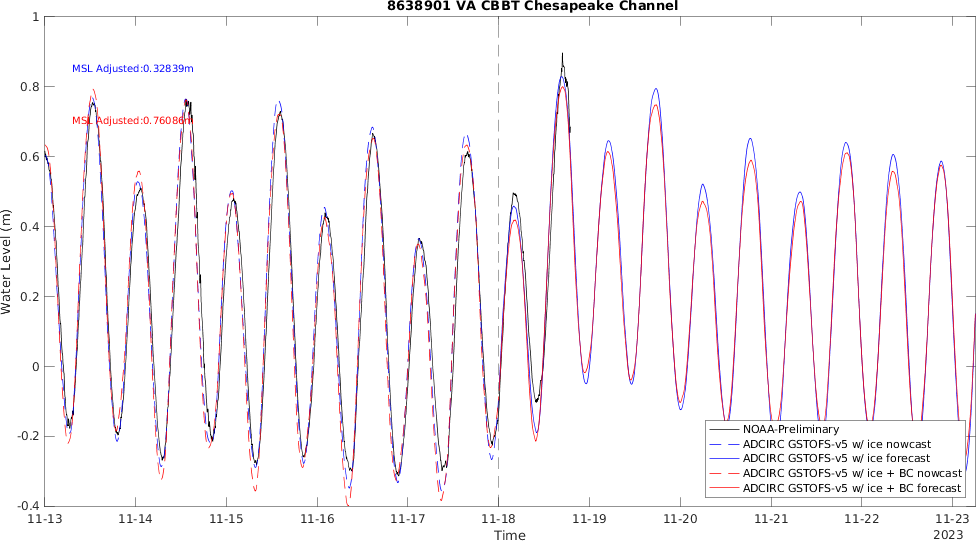 8638901 VA CBBT Chesapeake Channel
1
0.8
0.6
0.4
0.2
0
-0.2
-0.4
Water Level (m)
MSL Adjusted:0.32839m
MSL Adjusted:0.76086m
NOAA-Preliminary
ADCIRC GSTOFS-v5 w/ ice nowcast
ADCIRC GSTOFS-v5 w/ ice forecast
ADCIRC GSTOFS-v5 w/ ice + BC nowcast
ADCIRC GSTOFS-v5 w/ ice + BC forecast
11-13 11-14 11-15 11-16 11-17 11-18 11-19 11-20 11-21 11-22 11-23
Time
2023